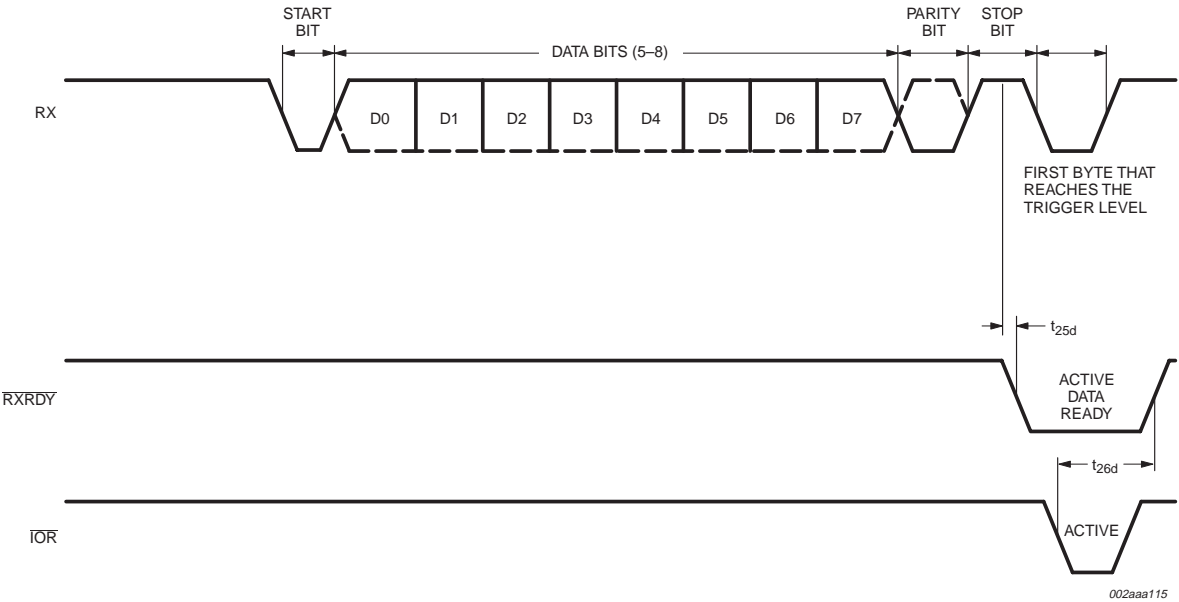 START
BIT
DATA BITS (5–8)
PARITY
BIT
STOP
BIT
RX
D0 D1 D2 D3 D4 D5 D6 D7
FIRST BYTE THAT
REACHES THE
TRIGGER LEVEL
t25d
RXRDY
ACTIVE
DATA
READY
t26d
IOR
ACTIVE
002aaa115